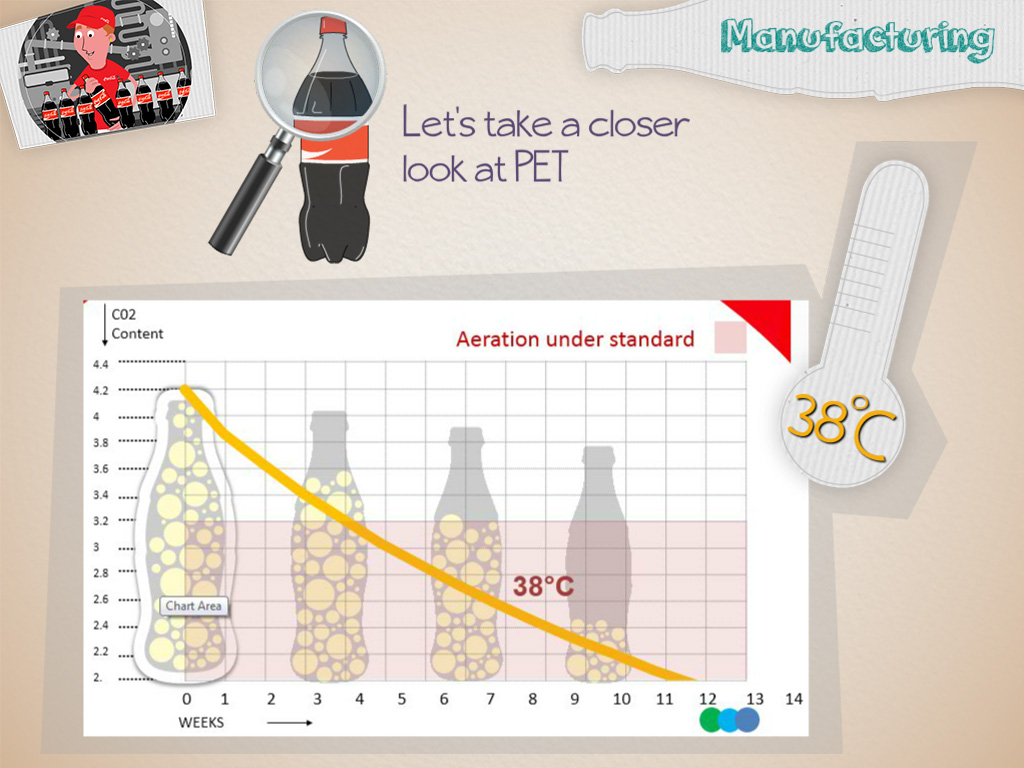 Manufacturing
Let's take a closer
look at PET
C02
Content
Aeration under standard
4.4
4.2
4
3.8
3.6
3.4
3.2
3
2.8
2.6
2.4
2.2
2.
38°C
38°C
Chart Area
0 1 2 3 4 5 6 7 8 9 10 11 12 13 14
WEEKS